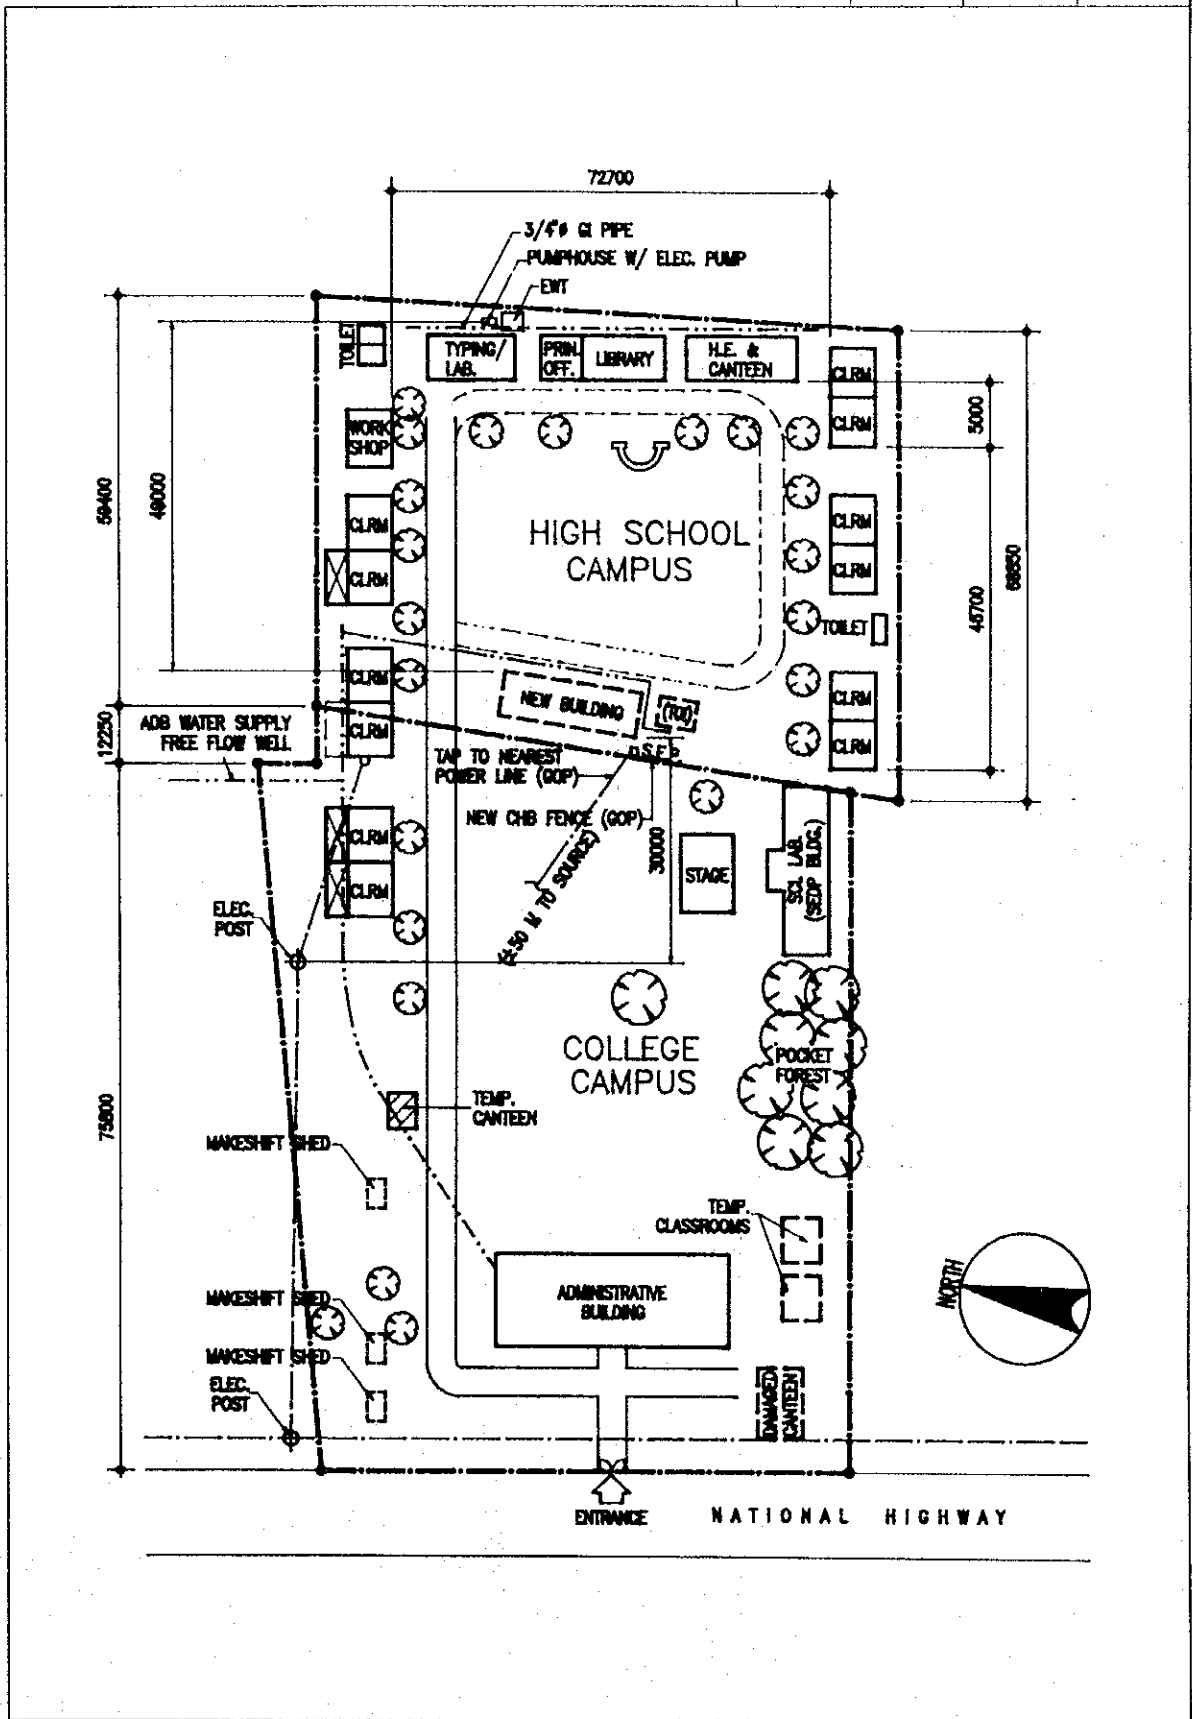 72700
3/4"ø GI PIPE
PUMPHOUSE W/ ELEC. PUMP
EWT
TOILET
TYPING/
LAB.
PRIN.
OFF.
LIBRARY
H.E. &
CANTEEN
CLRM
CLRM
WORK
SHOP
5000
59400
49000
CLRM
CLRM
HIGH SCHOOL
CAMPUS
CLRM
CLRM
TOILET
46700
CLRM
CLRM
NEW BUILDING
CLRM
CLRM
12250
ADB WATER SUPPLY
FREE FLOW WELL
TAP TO NEAREST
POWER LINE (GOP)
NEW CHB FENCE (GOP)
30000
(±50 M TO SOURCE)
STAGE
SCI. LAB.
(SEDP BLDG.)
CLRM
CLRM
ELEC.
POST
COLLEGE
CAMPUS
POCKET
FOREST
75800
TEMP.
CANTEEN
MAKESHIFT SHED
TEMP.
CLASSROOMS
NORTH
ADMINISTRATIVE
BUILDING
MAKESHIFT SHED
MAKESHIFT SHED
ELEC.
POST
DAMAGED
CANTEEN
ENTRANCE
NATIONAL HIGHWAY